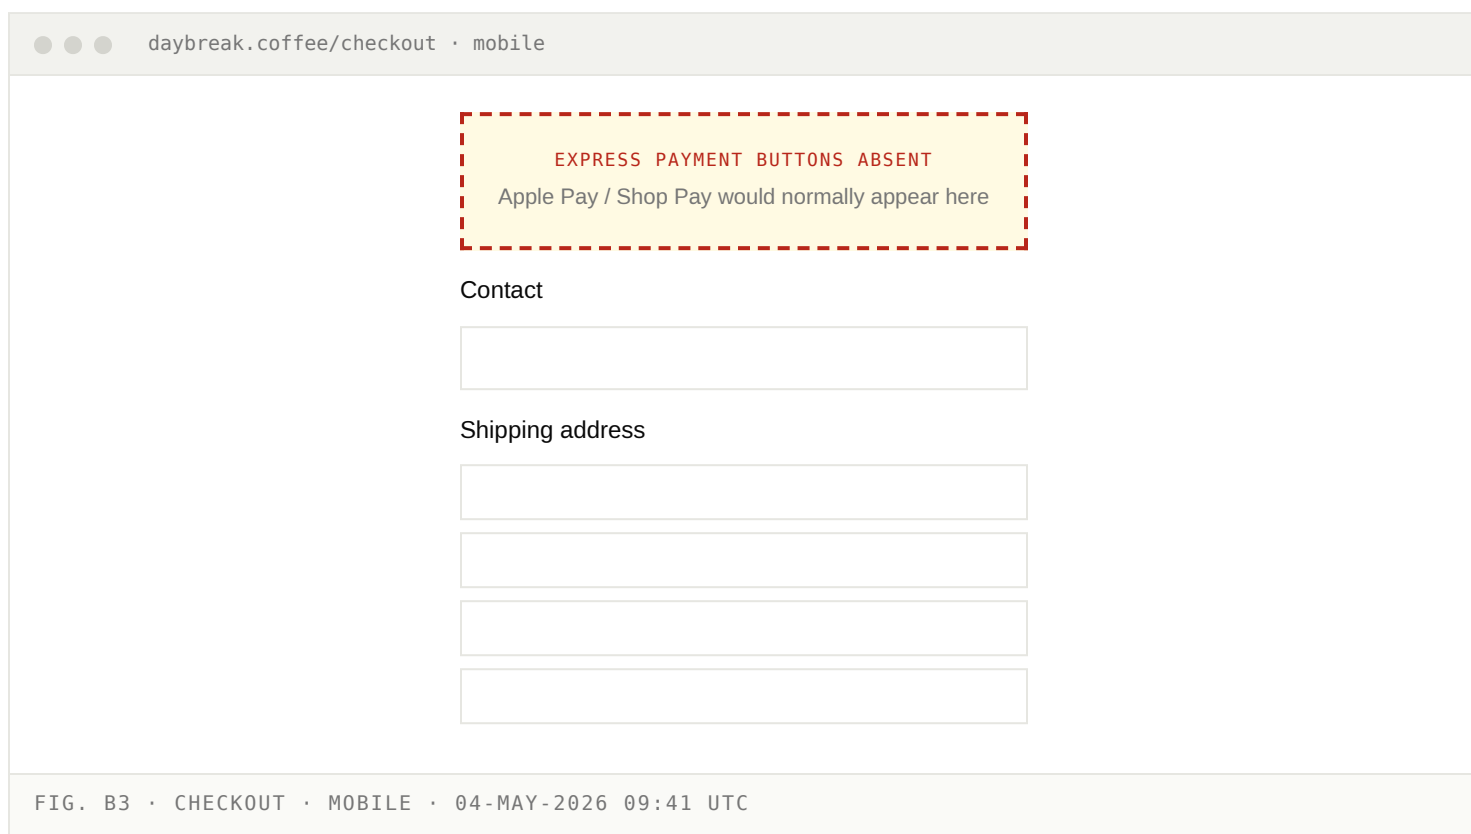 daybreak.coffee/checkout · mobile
EXPRESS PAYMENT BUTTONS ABSENT
Apple Pay / Shop Pay would normally appear here
Contact
Shipping address
FIG. B3 · CHECKOUT · MOBILE · 04-MAY-2026 09:41 UTC